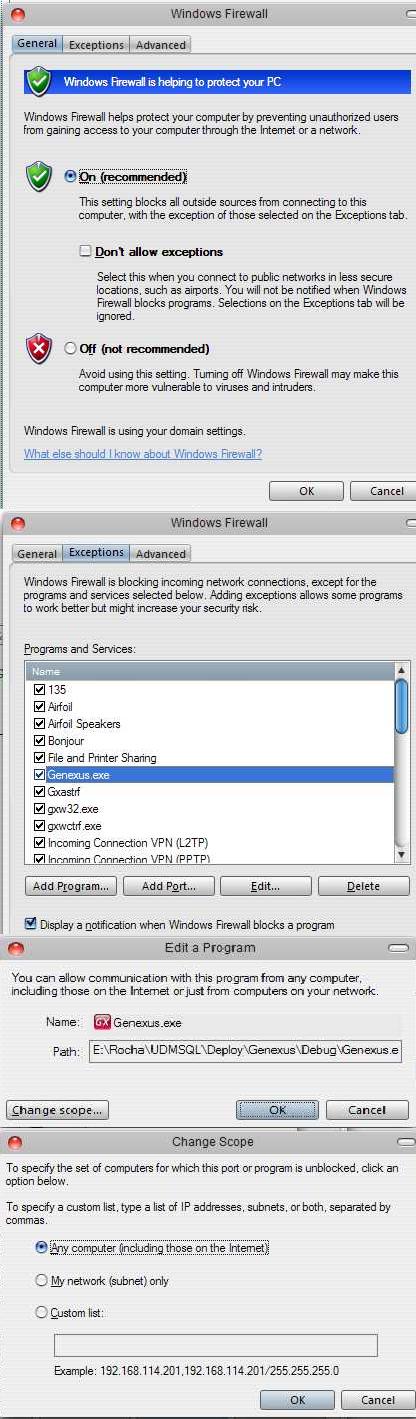 Windows Firewall
General Exceptions Advanced
Windows Firewall is helping to protect your PC
Windows Firewall helps protect your computer by preventing unauthorized users
from gaining access to your computer through the Internet or a network.
On (recommended)
This setting blocks all outside sources from connecting to this
computer, with the exception of those selected on the Exceptions tab.
Don't allow exceptions
Select this when you connect to public networks in less secure
locations, such as airports. You will not be notified when Windows
Firewall blocks programs. Selections on the Exceptions tab will be
ignored.
Off (not recommended)
Avoid using this setting. Turning off Windows Firewall may make this
computer more vulnerable to viruses and intruders.
Windows Firewall is using your domain settings.
What else should I know about Windows Firewall?
OK Cancel
Windows Firewall
General Exceptions Advanced
Windows Firewall is blocking incoming network connections, except for the
programs and services selected below. Adding exceptions allows some programs
to work better but might increase your security risk.
Programs and Services:
Name
135
Airfoil
Airfoil Speakers
Bonjour
File and Printer Sharing
Genexus.exe
Gxastrf
gxw32.exe
gxwctrf.exe
Incoming Connection VPN (L2TP)
Incoming Connection VPN (PPTP)
Add Program... Add Port... Edit... Delete
Display a notification when Windows Firewall blocks a program
Edit a Program
You can allow communication with this program from any computer,
including those on the Internet or just from computers on your network.
Name: GX Genexus.exe
Path: E:\Rocha\UDMSQL\Deploy\Genexus\Debug\Genexus.e
Change scope... OK Cancel
Change Scope
To specify the set of computers for which this port or program is unblocked, click an
option below.
To specify a custom list, type a list of IP addresses, subnets, or both, separated by
commas.
Any computer (including those on the Internet)
My network (subnet) only
Custom list:
Example: 192.168.114.201,192.168.114.201/255.255.255.0
OK Cancel